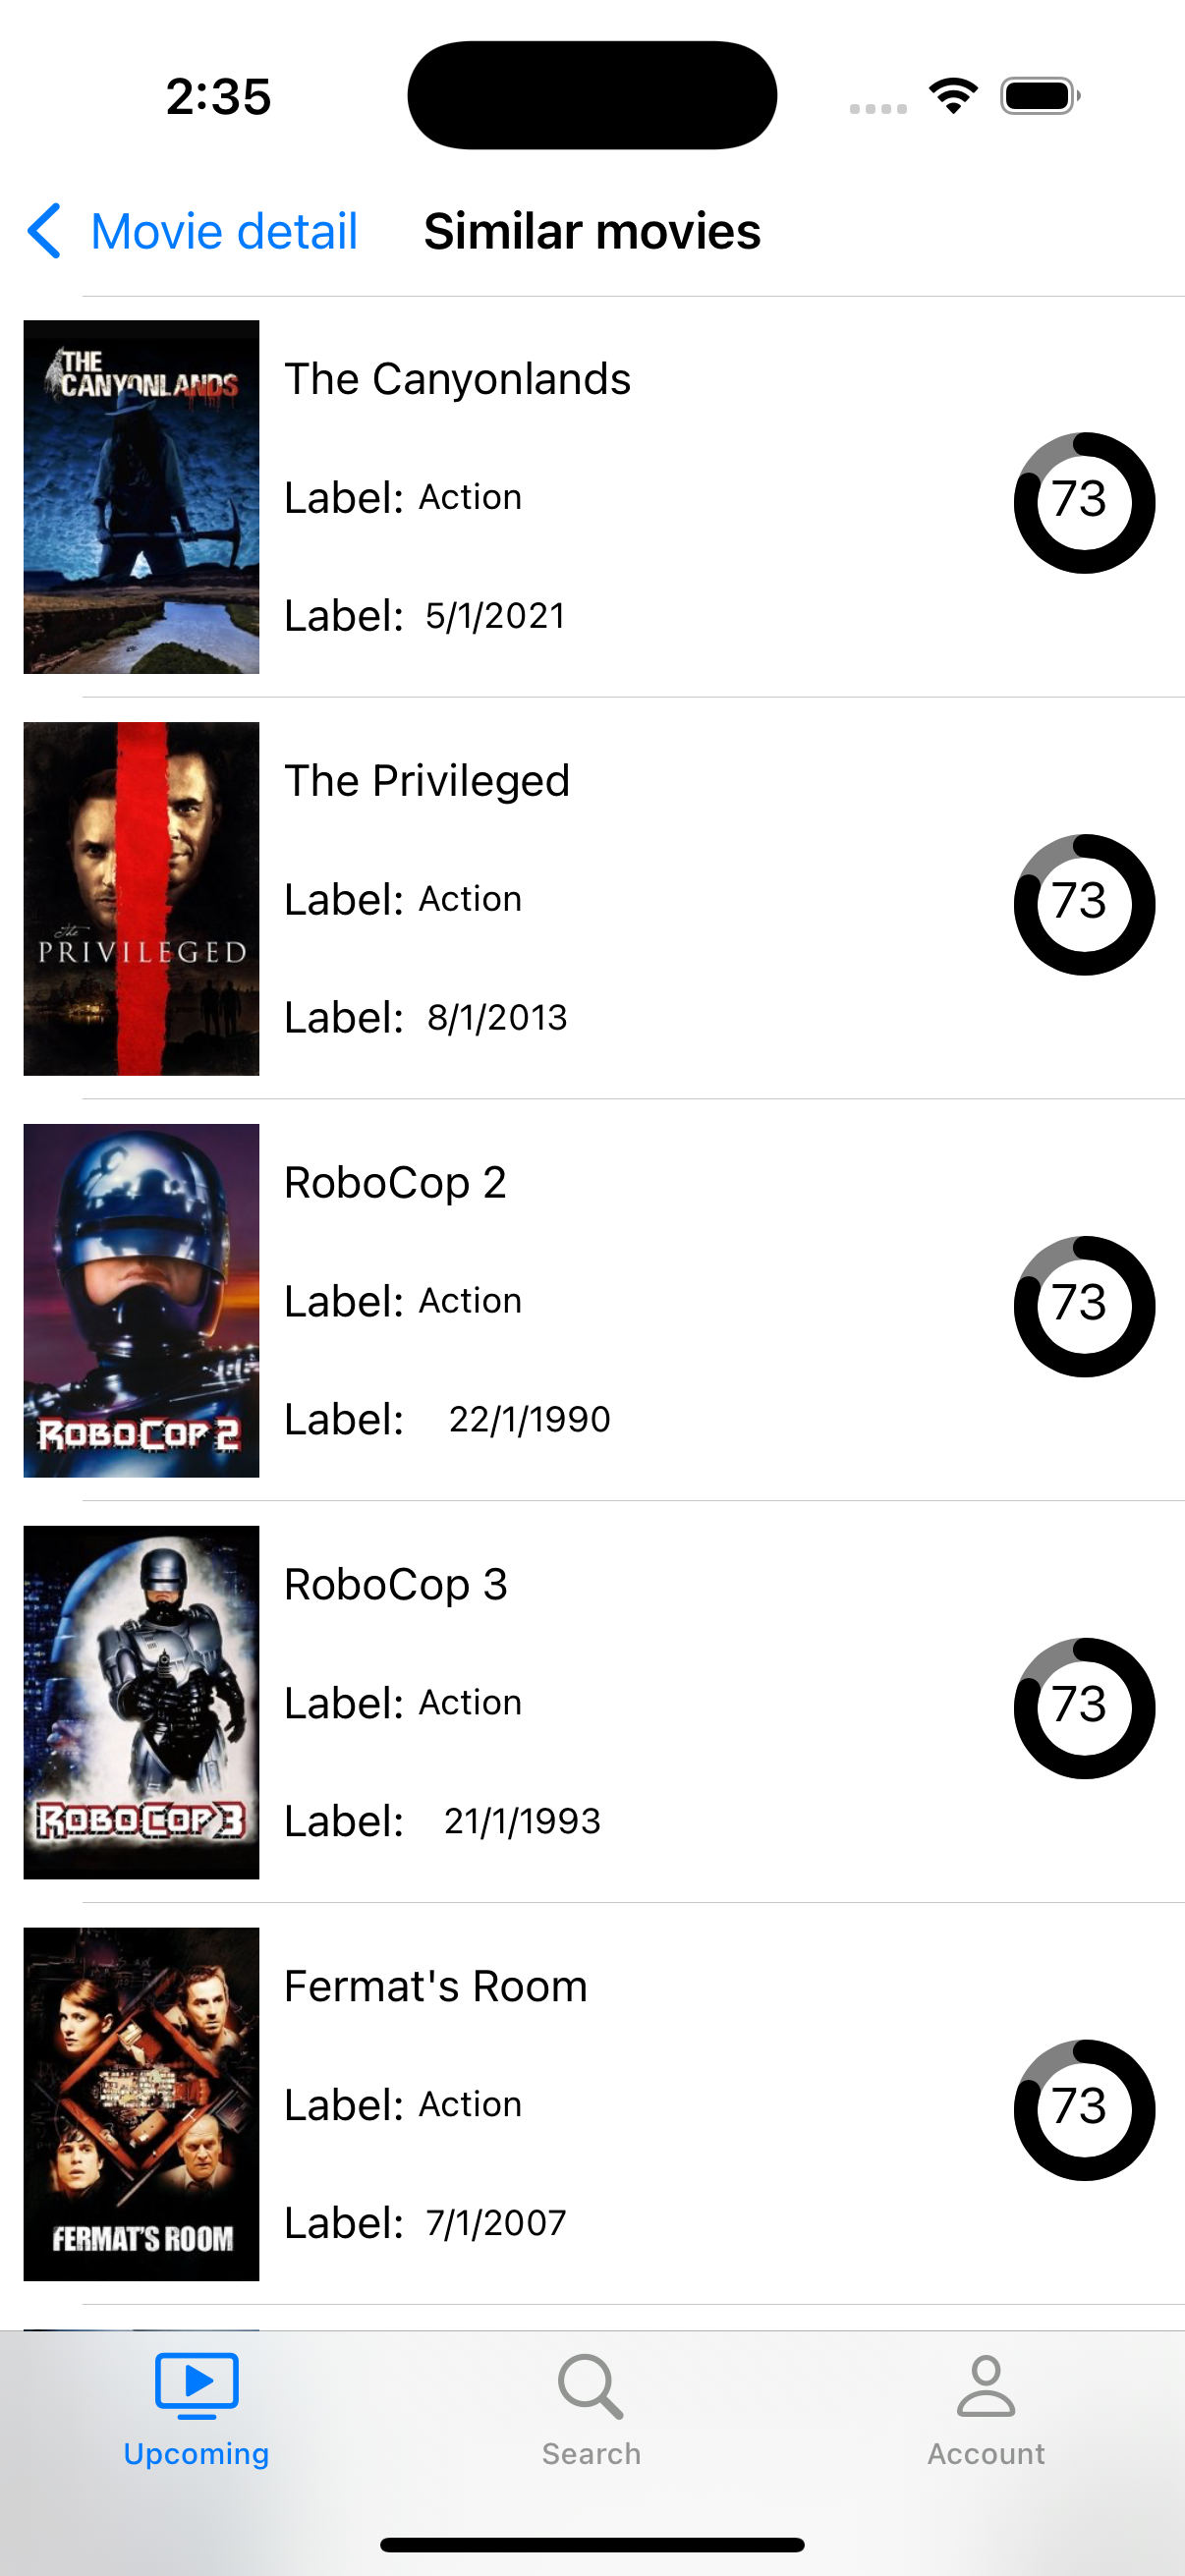 2:35
Movie detail
Similar movies
THE
CANYONLANDS
The Canyonlands
Label: Action
73
Label: 5/1/2021
the
PRIVILEGED
The Privileged
Label: Action
73
Label: 8/1/2013
ROBOCOP 2
RoboCop 2
Label: Action
73
Label: 22/1/1990
ROBOCOP 3
RoboCop 3
Label: Action
73
Label: 21/1/1993
FERMAT'S ROOM
Fermat's Room
Label: Action
73
Label: 7/1/2007
Upcoming
Search
Account